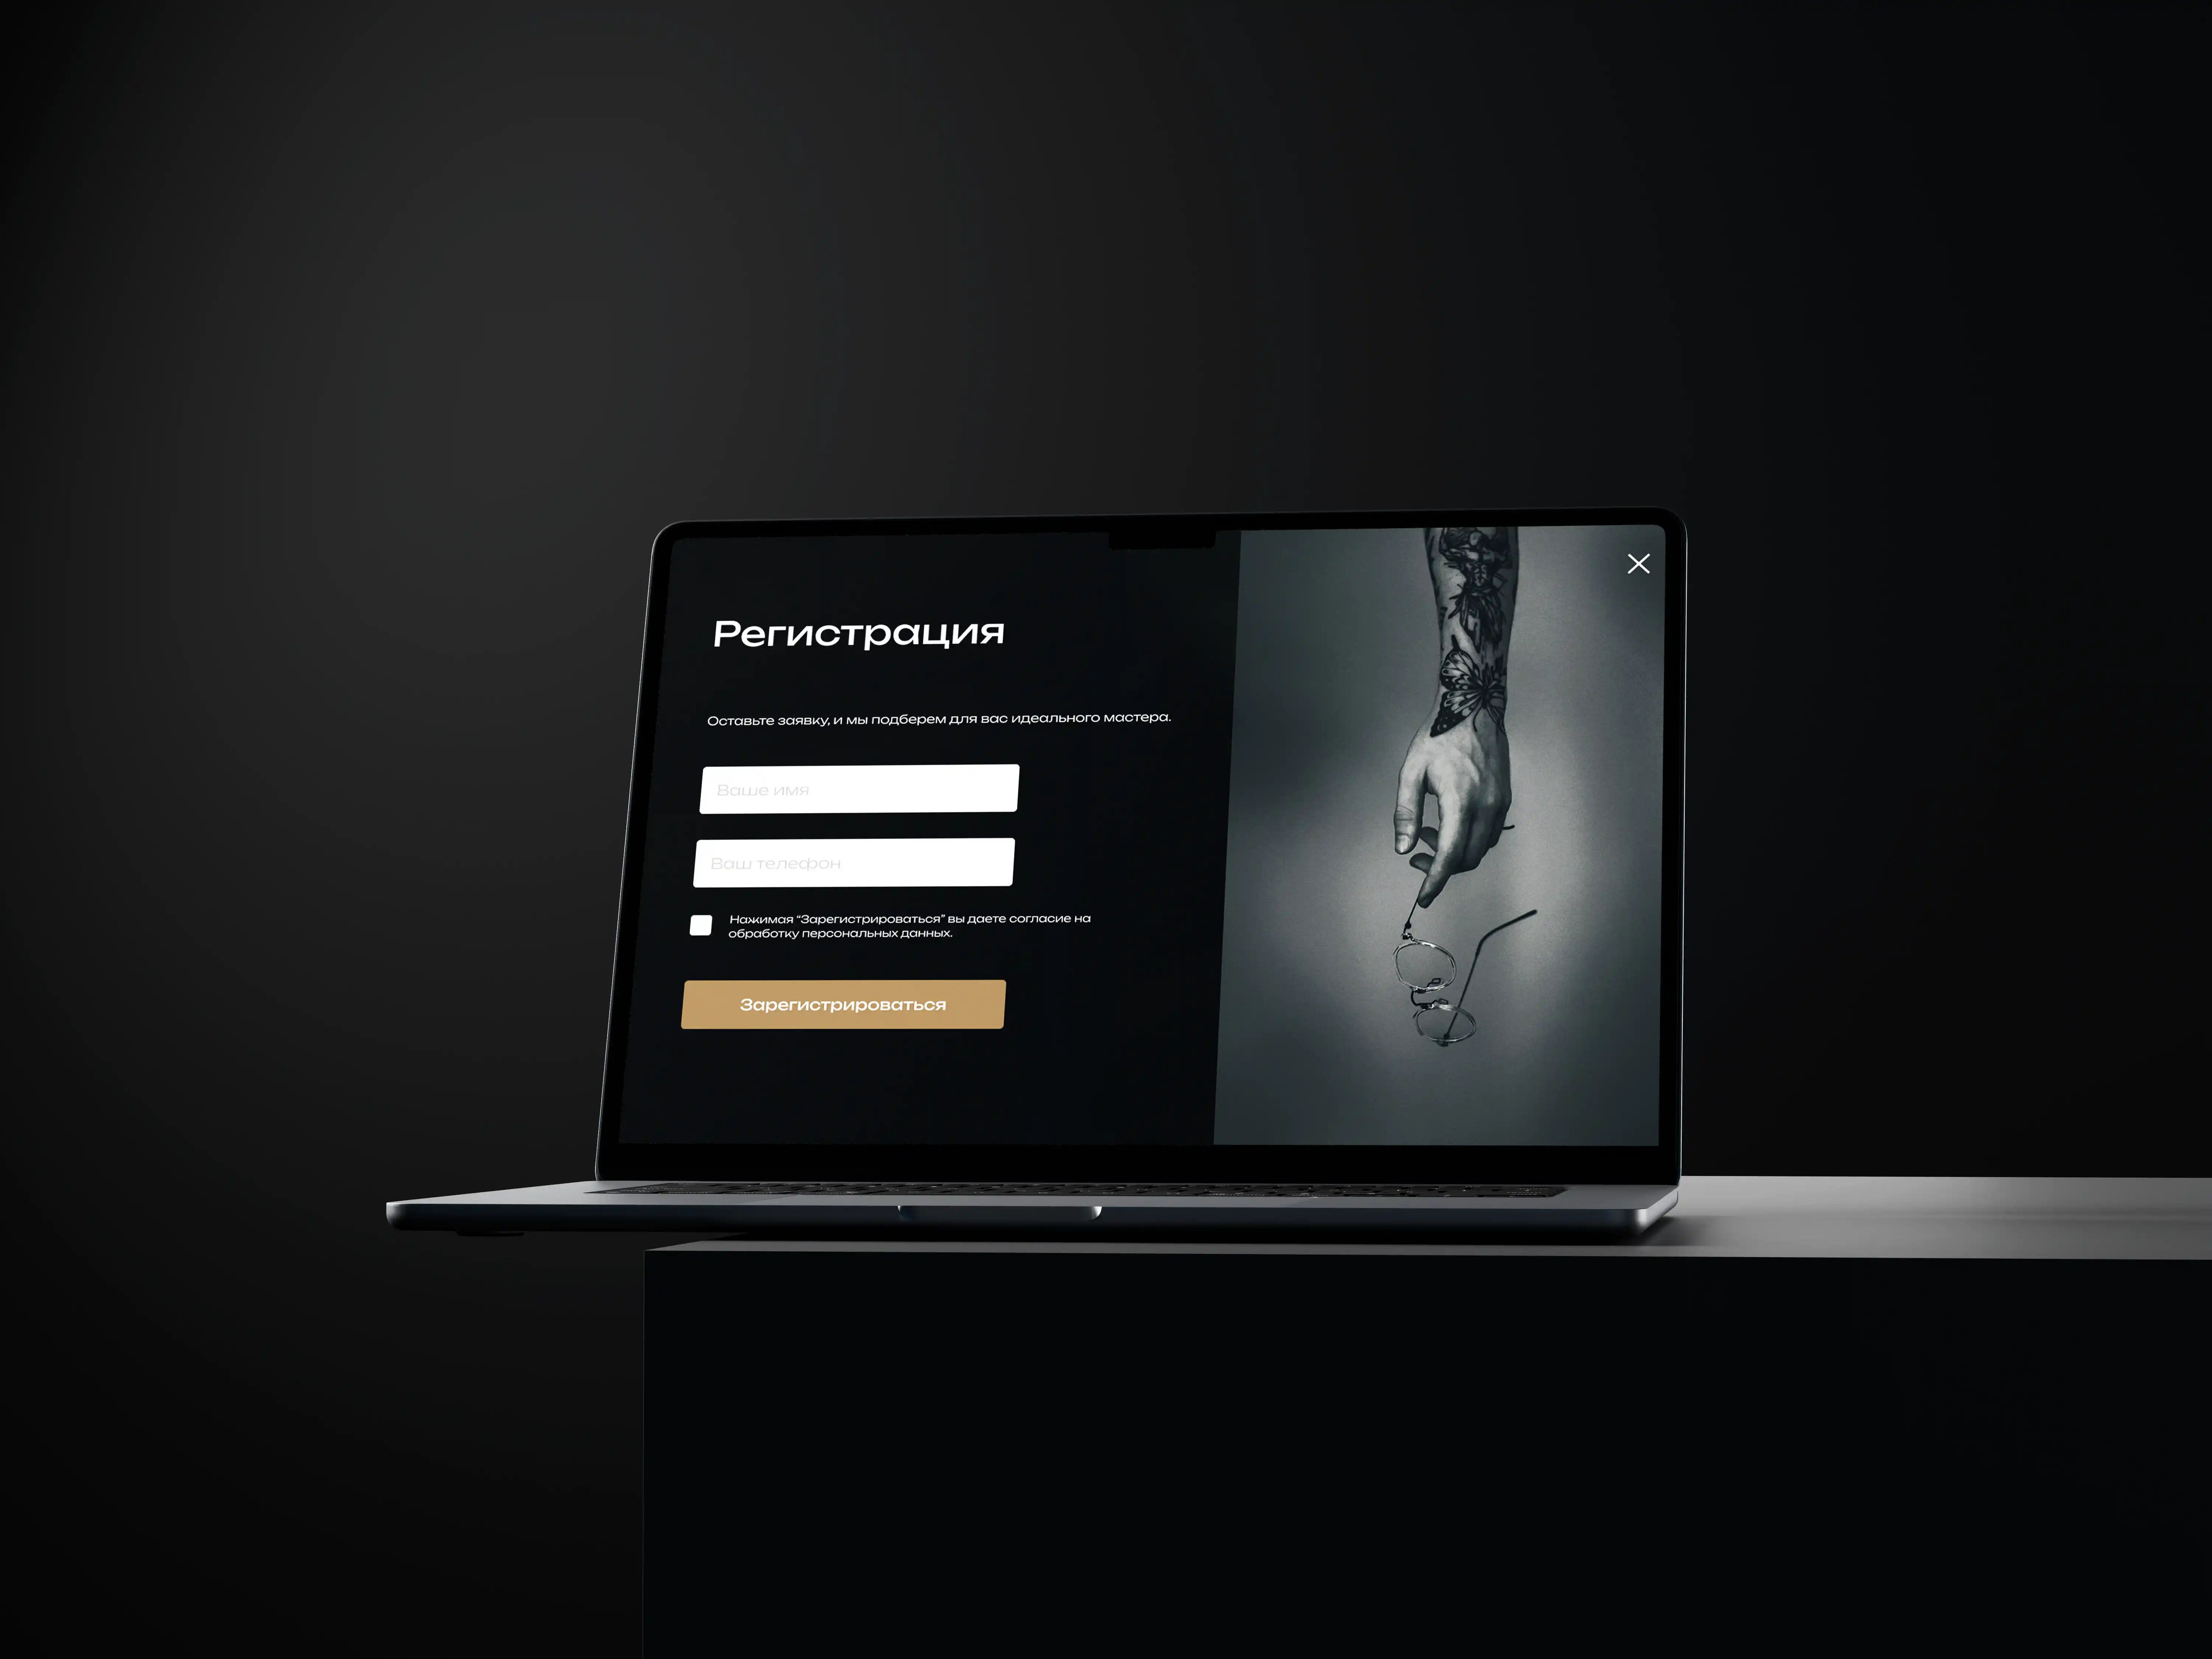 Регистрация
Оставьте заявку, и мы подберем для вас идеального мастера.
Ваше имя
Ваш телефон
Нажимая “Зарегистрироваться” вы даете согласие на
обработку персональных данных.
Зарегистрироваться